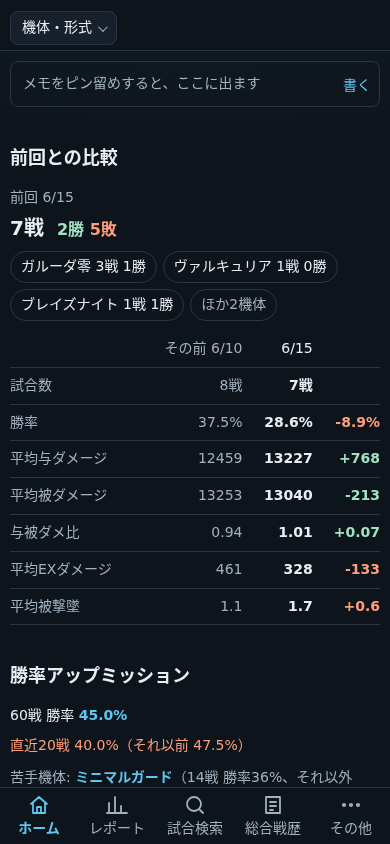 機体・形式
メモをピン留めすると、ここに出ます 書く
前回との比較
前回 6/15
7戦 2勝 5敗
ガルーダ零 3戦 1勝 ヴァルキュリア 1戦 0勝
ブレイズナイト 1戦 1勝 ほか2機体
その前 6/10 6/15
試合数 8戦 7戦
勝率 37.5% 28.6% -8.9%
平均与ダメージ 12459 13227 +768
平均被ダメージ 13253 13040 -213
与被ダメ比 0.94 1.01 +0.07
平均EXダメージ 461 328 -133
平均被撃墜 1.1 1.7 +0.6
勝率アップミッション
60戦 勝率 45.0%
直近20戦 40.0%（それ以前 47.5%）
苦手機体: ミニマルガード（14戦 勝率36%、それ以外
ホーム レポート 試合検索 総合戦歴 その他